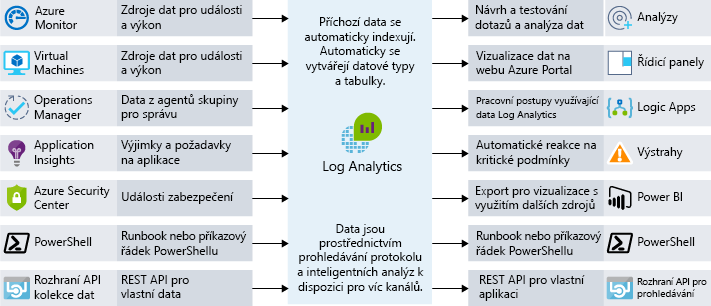 Azure
Monitor
Zdroje dat pro události
a výkon
Virtual
Machines
Zdroje dat pro události
a výkon
Operations
Manager
Data z agentů skupiny
pro správu
Application
Insights
Výjimky a požadavky
na aplikace
Azure Security
Center
Události zabezpečení
PowerShell
Runbook nebo příkazový
řádek PowerShellu
Rozhraní API
kolekce dat
REST API pro
vlastní data
Příchozí data se
automaticky indexují.
Automaticky se
vytvářejí datové typy
a tabulky.
Log Analytics
Data jsou
prostřednictvím
prohledávání protokolu
a inteligentních analýz k
dispozici pro víc kanálů.
Návrh a testování
dotazů a analýza dat
Analýzy
Vizualizace dat na
webu Azure Portal
Řídicí panely
Pracovní postupy využívající
data Log Analytics
Logic Apps
Automatické reakce na
kritické podmínky
Výstrahy
Export pro vizualizace s
využitím dalších zdrojů
Power BI
Runbook nebo příkazový
řádek PowerShellu
PowerShell
REST API pro vlastní
aplikaci
Rozhraní API pro
prohledávání